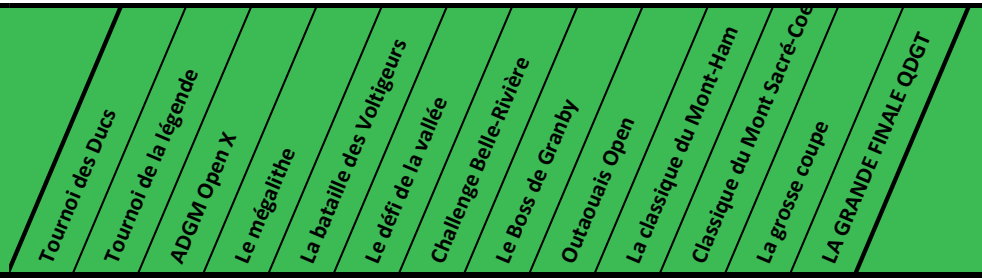 Tournoi des Ducs
Tournoi de la légende
ADGM Open X
Le mégalithe
La bataille des Voltigeurs
Le défi de la vallée
Challenge Belle-Rivière
Le Boss de Granby
Outaouais Open
La classique du Mont-Ham
Classique du Mont Sacré-Coe
La grosse coupe
LA GRANDE FINALE QDGT